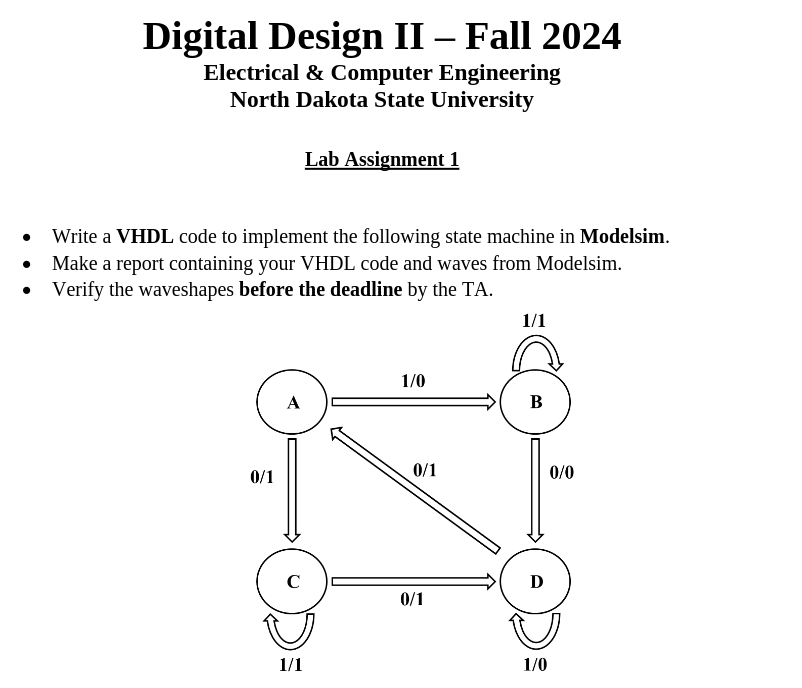 Digital Design II – Fall 2024
Electrical & Computer Engineering
North Dakota State University
Lab Assignment 1
• Write a VHDL code to implement the following state machine in Modelsim.
• Make a report containing your VHDL code and waves from Modelsim.
• Verify the waveshapes before the deadline by the TA.
1/1
1/0
A
B
0/1
0/1
0/0
C
D
0/1
1/1
1/0